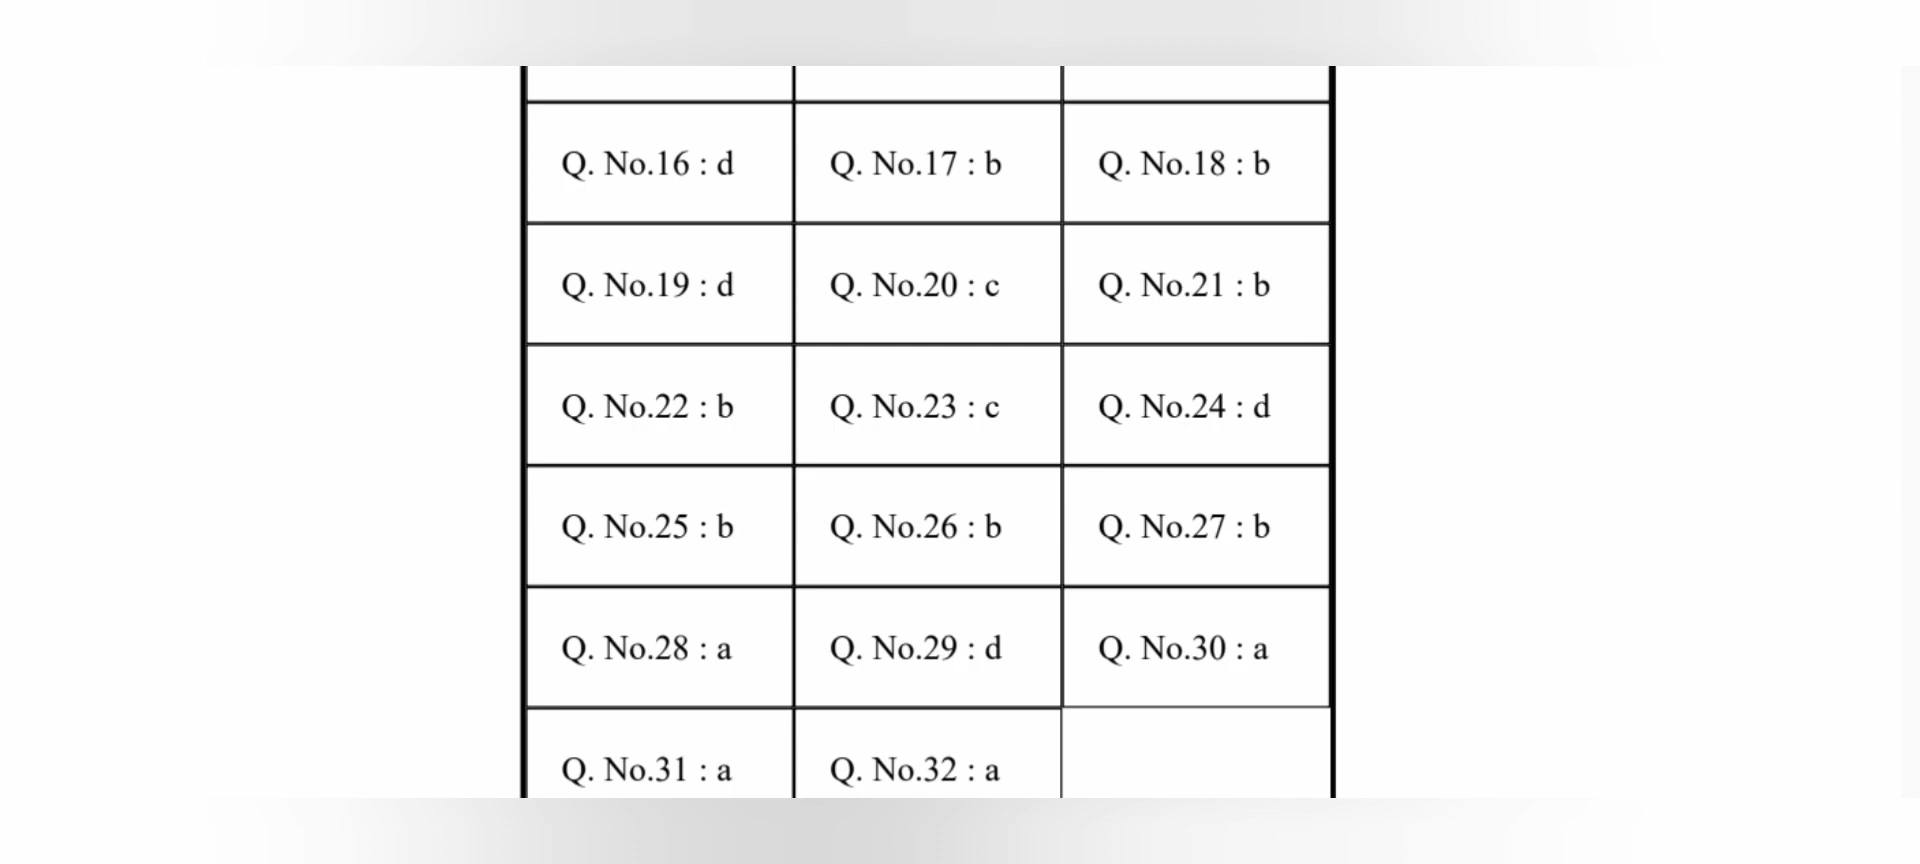 Q. No.16 : d Q. No.17 : b Q. No.18 : b
Q. No.19 : d Q. No.20 : c Q. No.21 : b
Q. No.22 : b Q. No.23 : c Q. No.24 : d
Q. No.25 : b Q. No.26 : b Q. No.27 : b
Q. No.28 : a Q. No.29 : d Q. No.30 : a
Q. No.31 : a Q. No.32 : a